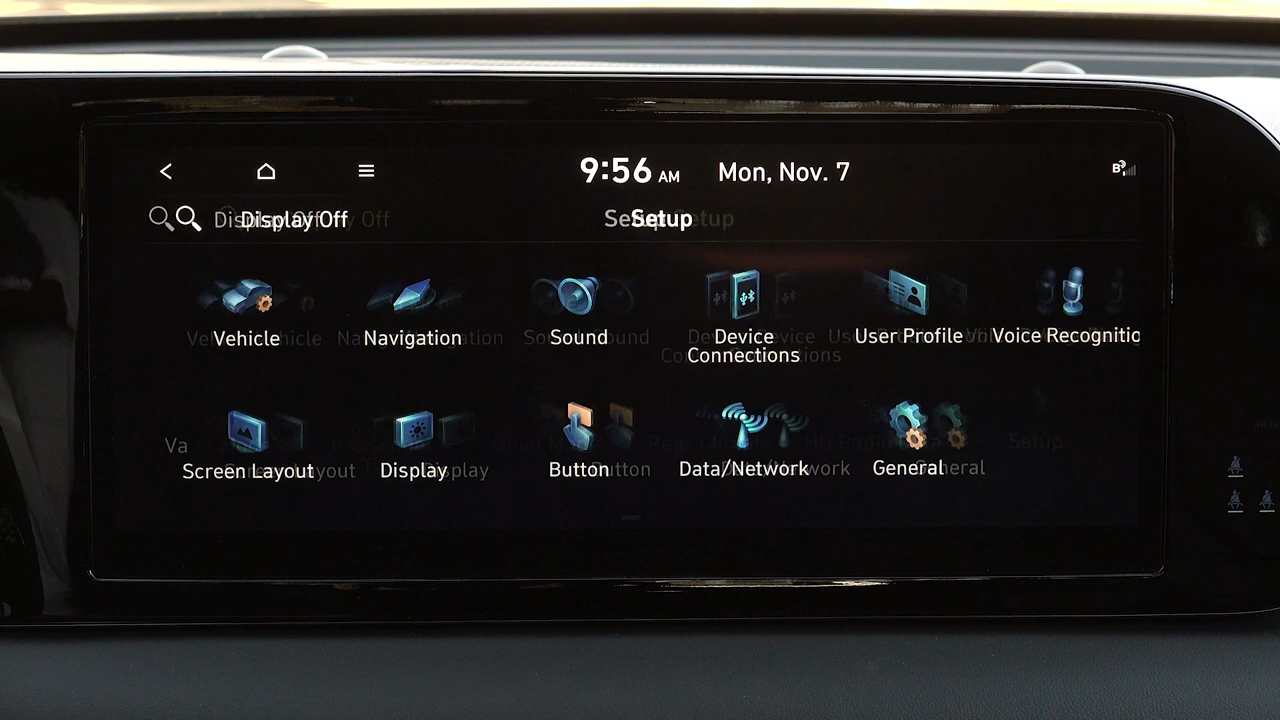 9:56 AM Mon, Nov. 7
Display Off Setup
Vehicle Navigation Sound Device Connections User Profile Voice Recognitio
Screen Layout Display Button Data/Network General